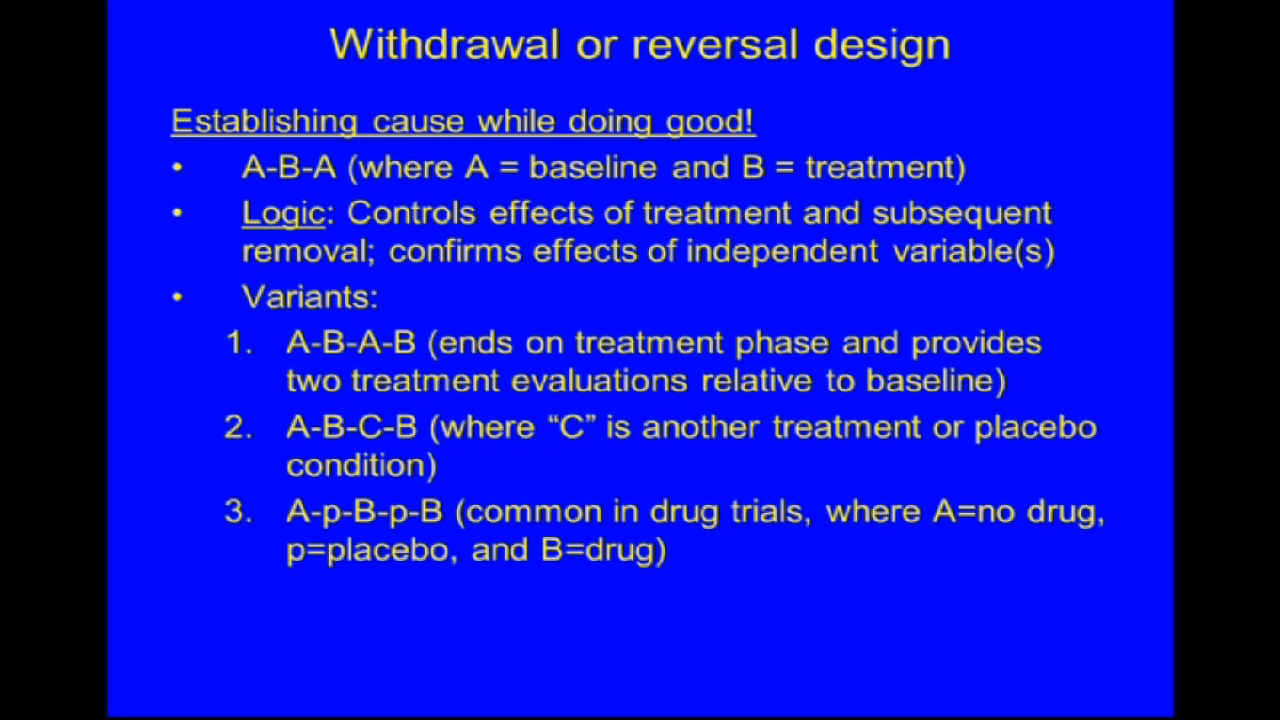 Withdrawal or reversal design
Establishing cause while doing good!
• A-B-A (where A = baseline and B = treatment)
• Logic: Controls effects of treatment and subsequent
removal; confirms effects of independent variable(s)
• Variants:
1. A-B-A-B (ends on treatment phase and provides
two treatment evaluations relative to baseline)
2. A-B-C-B (where “C” is another treatment or placebo
condition)
3. A-p-B-p-B (common in drug trials, where A=no drug,
p=placebo, and B=drug)